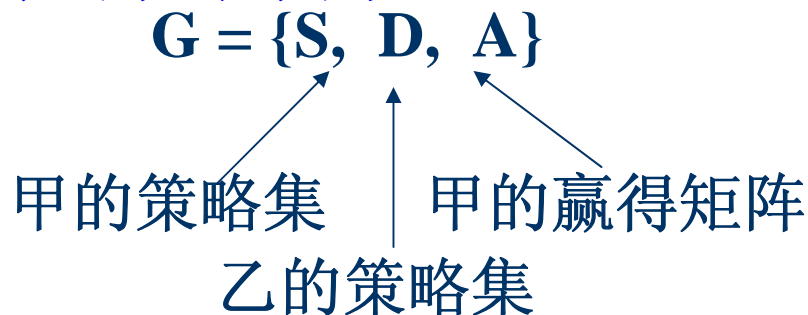 G = {S, D, A}
甲的策略集 甲的赢得矩阵
乙的策略集